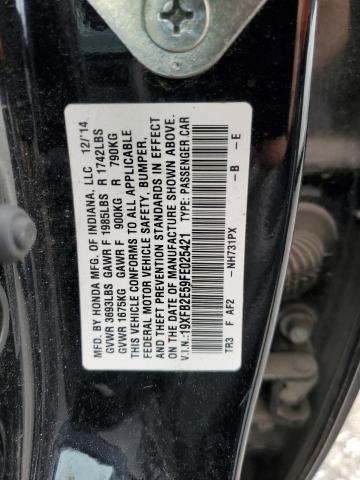 MFD. BY HONDA MFG. OF INDIANA, LLC 12/'14
GVWR 3693LBS GAWR F 1985LBS R 1742LBS
GVWR 1675KG GAWR F 900KG R 790KG
THIS VEHICLE CONFORMS TO ALL APPLICABLE
FEDERAL MOTOR VEHICLE SAFETY, BUMPER,
AND THEFT PREVENTION STANDARDS IN EFFECT
ON THE DATE OF MANUFACTURE SHOWN ABOVE.
V.I.N.: 19XFB2E59FE025421 TYPE: PASSENGER CAR
-NH731PX -B -E
TR3 F AF2